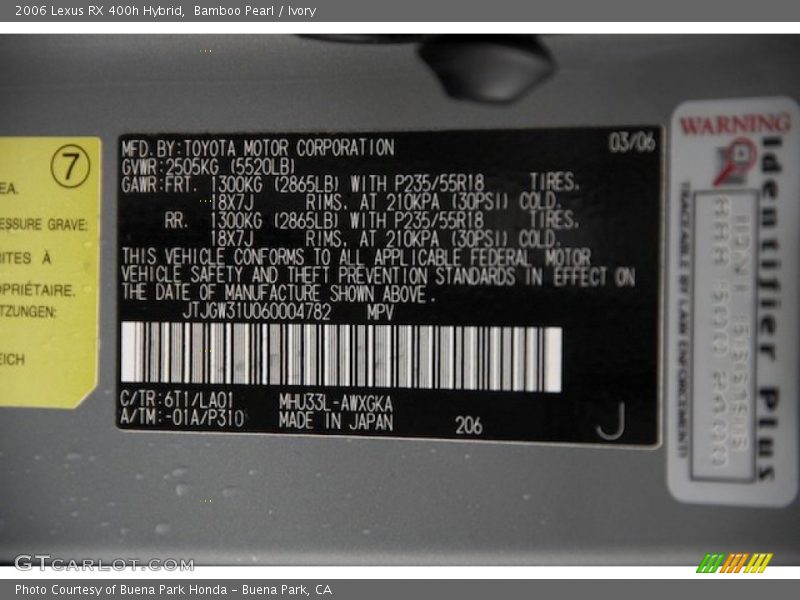 2006 Lexus RX 400h Hybrid,  Bamboo Pearl / Ivory
7
EA.
ESSURE GRAVE:
ITES À
OPRIÉTAIRE.
TZUNGEN:
EICH
MFD. BY:TOYOTA MOTOR CORPORATION 03/06
GVWR:2505KG (5520LB)
GAWR:FRT. 1300KG (2865LB) WITH P235/55R18 TIRES.
18X7J RIMS. AT 210KPA (30PSI) COLD.
RR. 1300KG (2865LB) WITH P235/55R18 TIRES.
18X7J RIMS. AT 210KPA (30PSI) COLD.
THIS VEHICLE CONFORMS TO ALL APPLICABLE FEDERAL MOTOR
VEHICLE SAFETY AND THEFT PREVENTION STANDARDS IN EFFECT ON
THE DATE OF MANUFACTURE SHOWN ABOVE.
JTJGW31U060004782 MPV
C/TR:6T1/LA01 MHU33L-AWXGKA
A/TM:-01A/P310 MADE IN JAPAN 206
J
WARNING
Identifier Plus
TRACEABLE BY LAW ENFORCEMENT
GTCARLOT.COM
Photo Courtesy of Buena Park Honda - Buena Park, CA